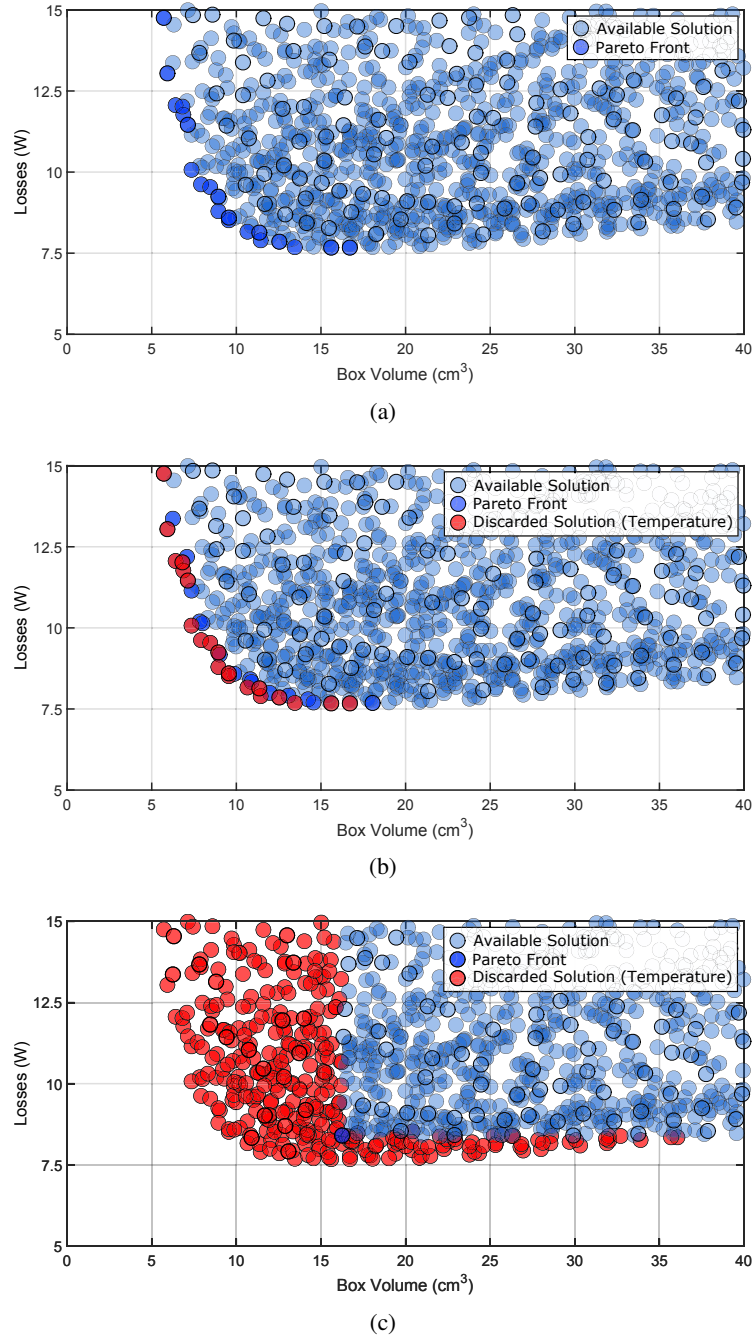 15
12.5
10
7.5
5
Losses (W)
Available Solution
Pareto Front
0 5 10 15 20 25 30 35 40
Box Volume (cm³)
(a)
15
12.5
10
7.5
5
Losses (W)
Available Solution
Pareto Front
Discarded Solution (Temperature)
0 5 10 15 20 25 30 35 40
Box Volume (cm³)
(b)
15
12.5
10
7.5
5
Losses (W)
Available Solution
Pareto Front
Discarded Solution (Temperature)
0 5 10 15 20 25 30 35 40
Box Volume (cm³)
(c)